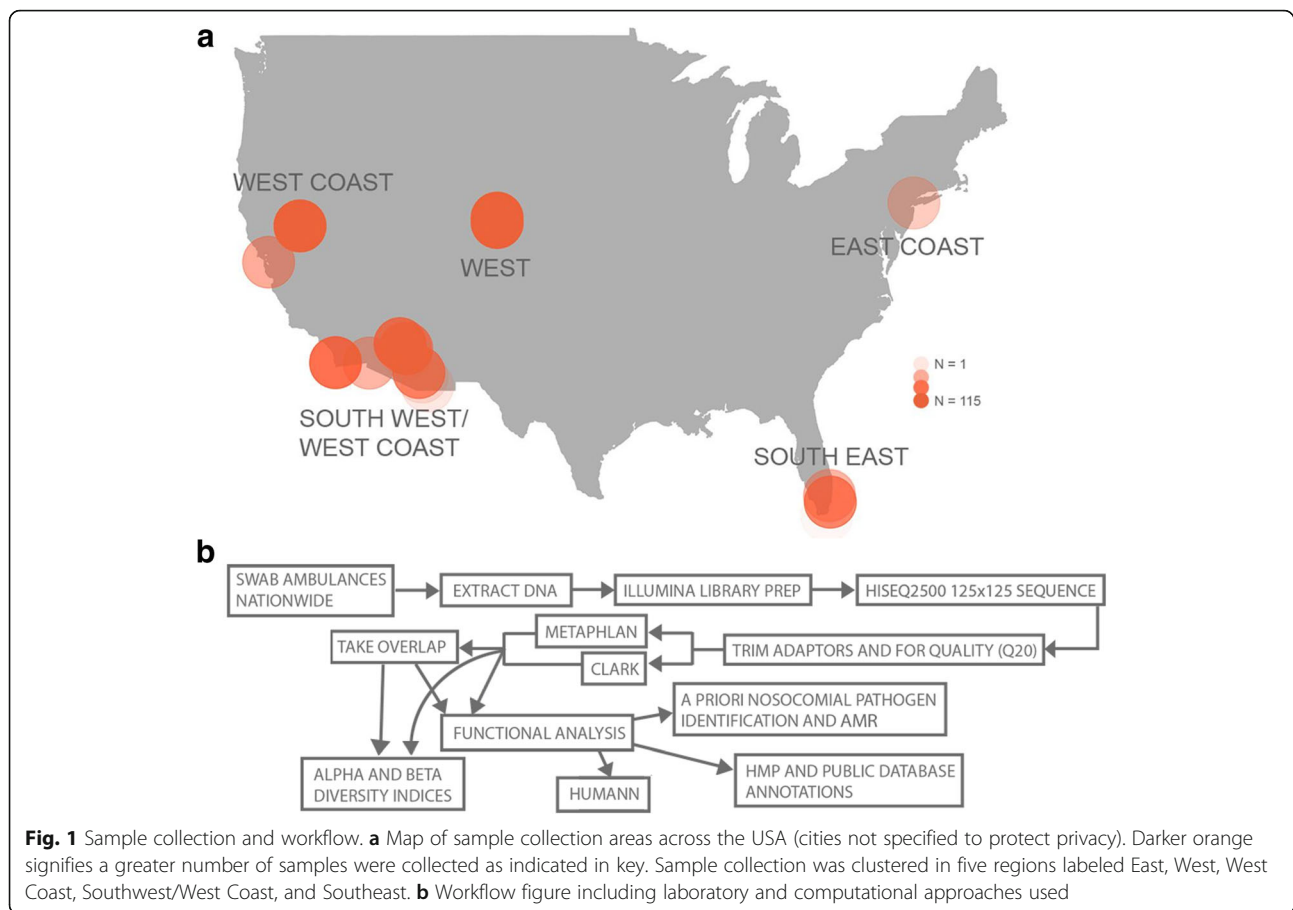 a
WEST COAST
WEST
EAST COAST
N = 1
N = 115
SOUTH WEST/
WEST COAST
SOUTH EAST
b
SWAB AMBULANCES
NATIONWIDE
EXTRACT DNA
ILLUMINA LIBRARY PREP
HISEQ2500 125x125 SEQUENCE
METAPHLAN
TAKE OVERLAP
TRIM ADAPTORS AND FOR QUALITY (Q20)
CLARK
A PRIORI NOSOCOMIAL PATHOGEN
IDENTIFICATION AND AMR
FUNCTIONAL ANALYSIS
ALPHA AND BETA
DIVERSITY INDICES
HUMANN
HMP AND PUBLIC DATABASE
ANNOTATIONS
Fig. 1 Sample collection and workflow. a Map of sample collection areas across the USA (cities not specified to protect privacy). Darker orange
signifies a greater number of samples were collected as indicated in key. Sample collection was clustered in five regions labeled East, West, West
Coast, Southwest/West Coast, and Southeast. b Workflow figure including laboratory and computational approaches used